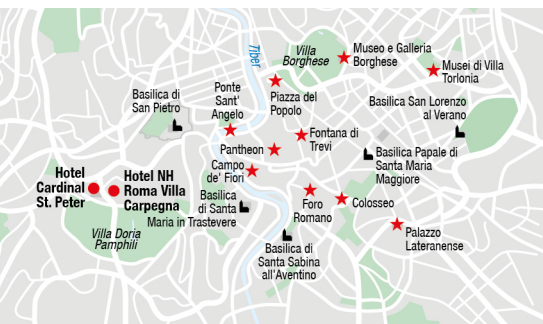 Tiber
Villa
Borghese
Museo e Galleria
Borghese
Musei di Villa
Torlonia
Basilica di
San Pietro
Ponte
Sant'
Angelo
Piazza del
Popolo
Basilica San Lorenzo
al Verano
Fontana di
Trevi
Pantheon
Campo
de' Fiori
Basilica Papale di
Santa Maria
Maggiore
Hotel
Cardinal
St. Peter
Hotel NH
Roma Villa
Carpegna
Basilica
di Santa
Maria in Trastevere
Foro
Romano
Colosseo
Villa Doria
Pamphili
Basilica di
Santa Sabina
all'Aventino
Palazzo
Lateranense